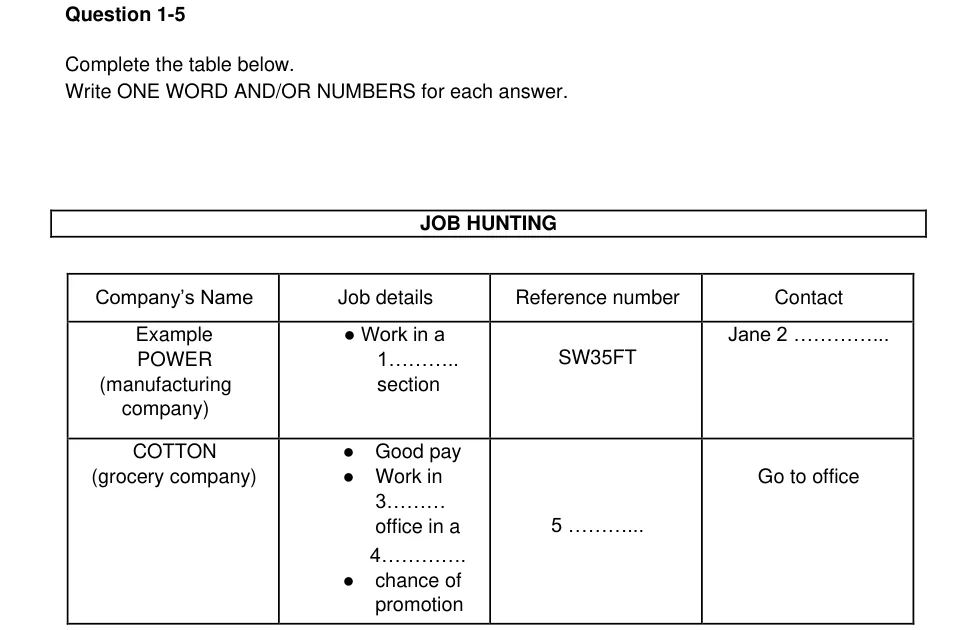 Question 1-5
Complete the table below.
Write ONE WORD AND/OR NUMBERS for each answer.
JOB HUNTING
Company’s Name
Job details
Reference number
Contact
Example
POWER
(manufacturing
company)
● Work in a
1………..
section
SW35FT
Jane 2 …………...
COTTON
(grocery company)
● Good pay
● Work in
3………
office in a
4………….
● chance of
promotion
5 ………...
Go to office